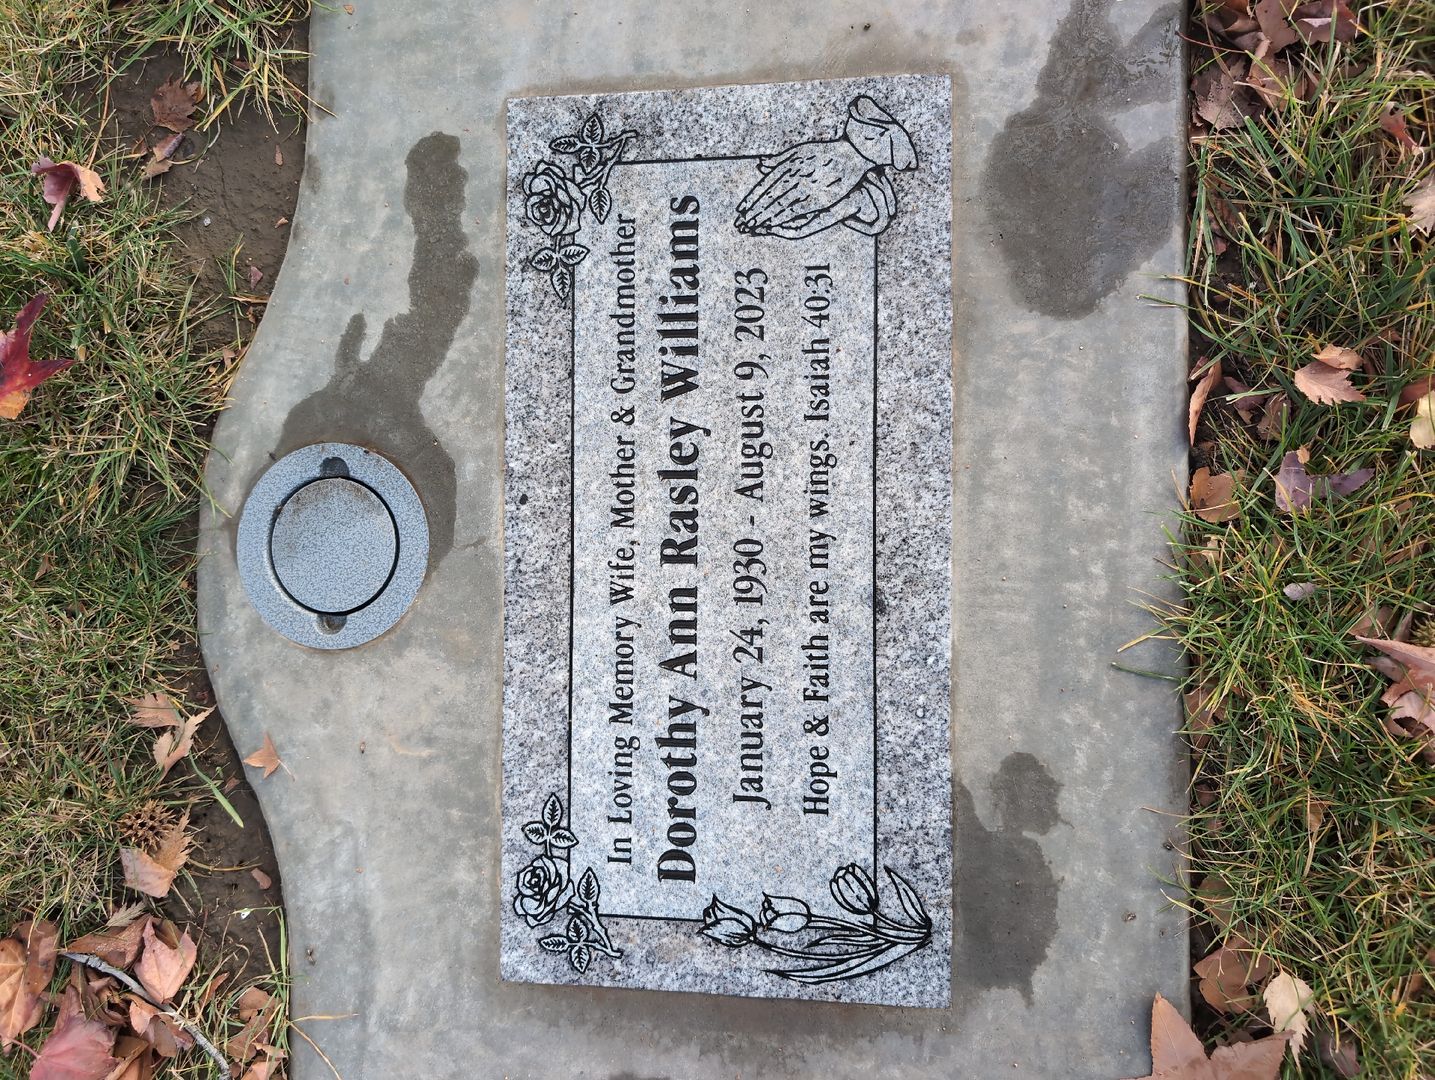 In Loving Memory Wife, Mother & Grandmother
Dorothy Ann Rasley Williams
January 24, 1930 - August 9, 2023
Hope & Faith are my wings. Isaiah 40:31